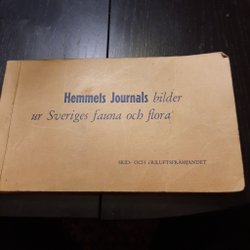 Hemmets Journals bilder
ur Sveriges fauna och flora
SKID- OCH FRILUFTSFRÄMJANDET